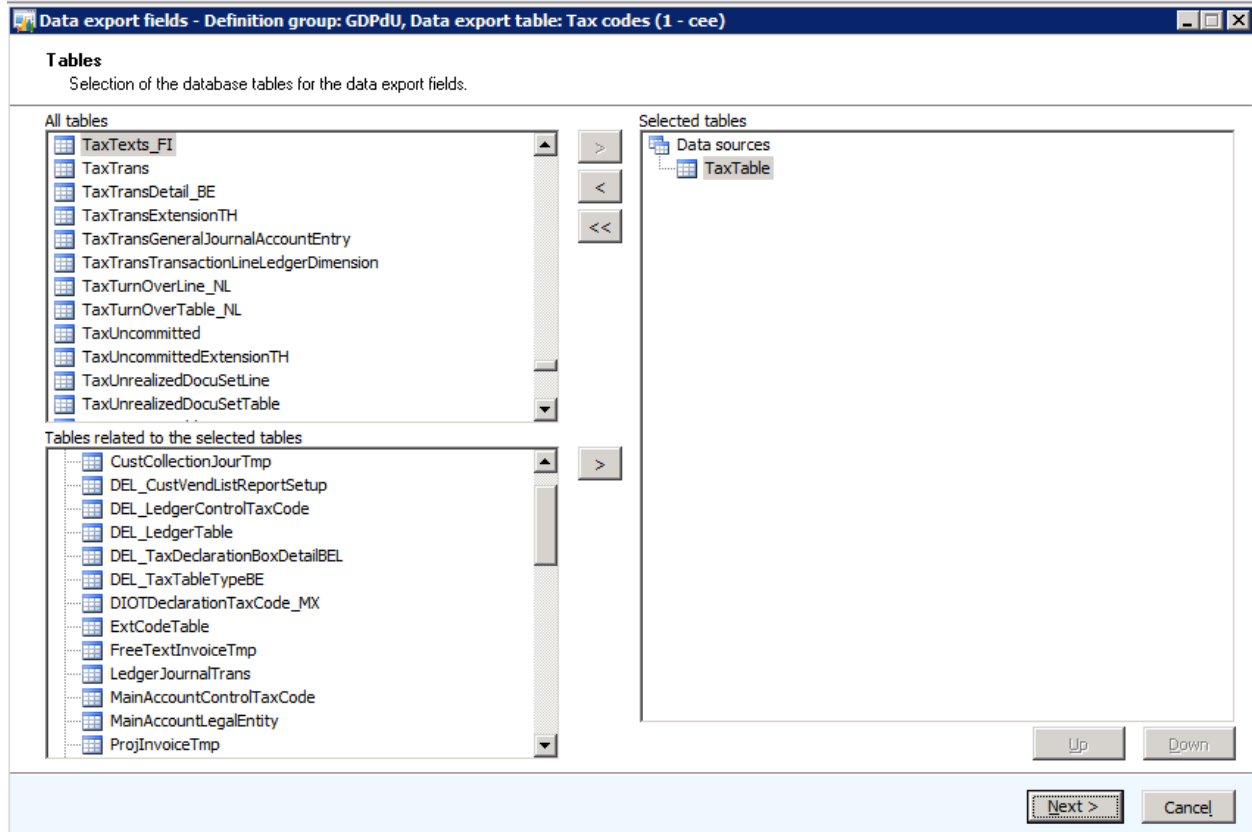 Data export fields - Definition group: GDPdU, Data export table: Tax codes (1 - cee)
Tables
Selection of the database tables for the data export fields.
All tables
TaxTexts_FI
TaxTrans
TaxTransDetail_BE
TaxTransExtensionTH
TaxTransGeneralJournalAccountEntry
TaxTransTransactionLineLedgerDimension
TaxTurnOverLine_NL
TaxTurnOverTable_NL
TaxUncommitted
TaxUncommittedExtensionTH
TaxUnrealizedDocuSetLine
TaxUnrealizedDocuSetTable
>
<
<<
Selected tables
Data sources
TaxTable
Tables related to the selected tables
CustCollectionJourTmp
DEL_CustVendListReportSetup
DEL_LedgerControlTaxCode
DEL_LedgerTable
DEL_TaxDeclarationBoxDetailBEL
DEL_TaxTableTypeBE
DIOTDeclarationTaxCode_MX
ExtCodeTable
FreeTextInvoiceTmp
LedgerJournalTrans
MainAccountControlTaxCode
MainAccountLegalEntity
ProjInvoiceTmp
>
Up
Down
Next >
Cancel